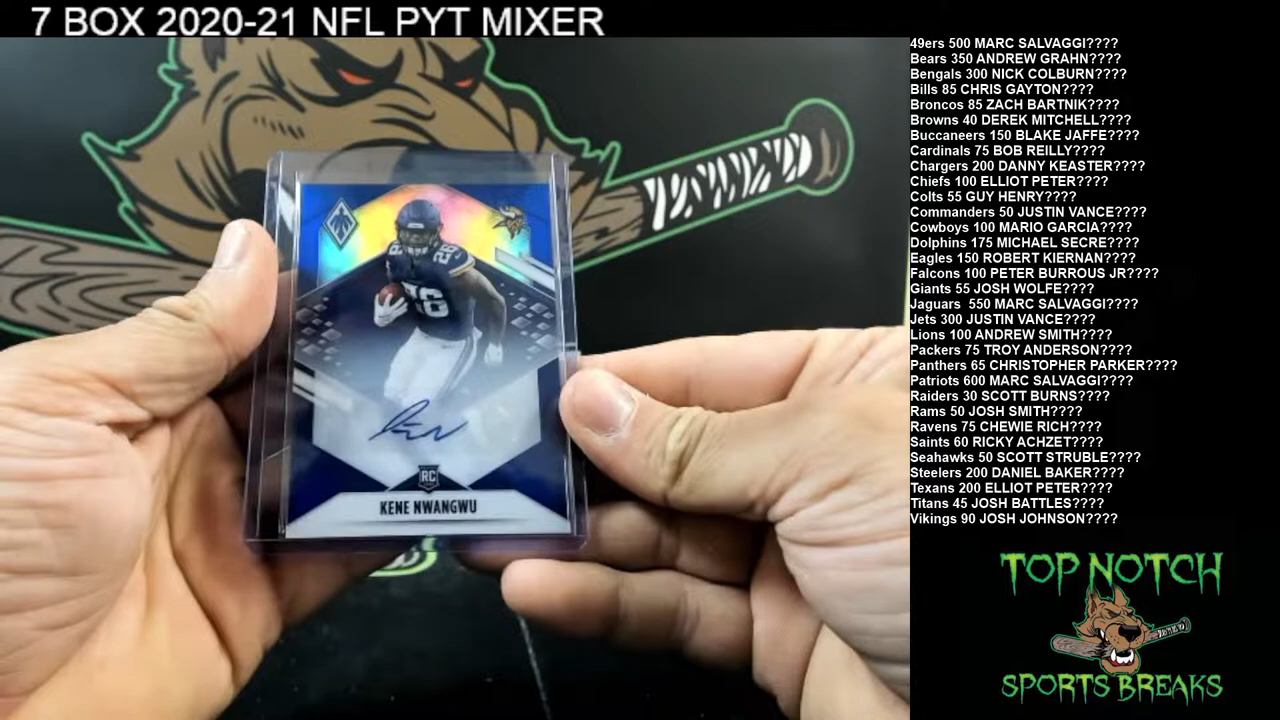 7 BOX 2020-21 NFL PYT MIXER
49ers 500 MARC SALVAGGI????
Bears 350 ANDREW GRAHN????
Bengals 300 NICK COLBURN????
Bills 85 CHRIS GAYTON????
Broncos 85 ZACH BARTNIK????
Browns 40 DEREK MITCHELL????
Buccaneers 150 BLAKE JAFFE????
Cardinals 75 BOB REILLY????
Chargers 200 DANNY KEASTER????
Chiefs 100 ELLIOT PETER????
Colts 55 GUY HENRY????
Commanders 50 JUSTIN VANCE????
Cowboys 100 MARIO GARCIA????
Dolphins 175 MICHAEL SECRE????
Eagles 150 ROBERT KIERNAN????
Falcons 100 PETER BURROUS JR????
Giants 55 JOSH WOLFE????
Jaguars  550 MARC SALVAGGI????
Jets 300 JUSTIN VANCE????
Lions 100 ANDREW SMITH????
Packers 75 TROY ANDERSON????
Panthers 65 CHRISTOPHER PARKER????
Patriots 600 MARC SALVAGGI????
Raiders 30 SCOTT BURNS????
Rams 50 JOSH SMITH????
Ravens 75 CHEWIE RICH????
Saints 60 RICKY ACHZET????
Seahawks 50 SCOTT STRUBLE????
Steelers 200 DANIEL BAKER????
Texans 200 ELLIOT PETER????
Titans 45 JOSH BATTLES????
Vikings 90 JOSH JOHNSON????
28
26
RC
KENE NWANGWU
TOP NOTCH
SPORTS BREAKS